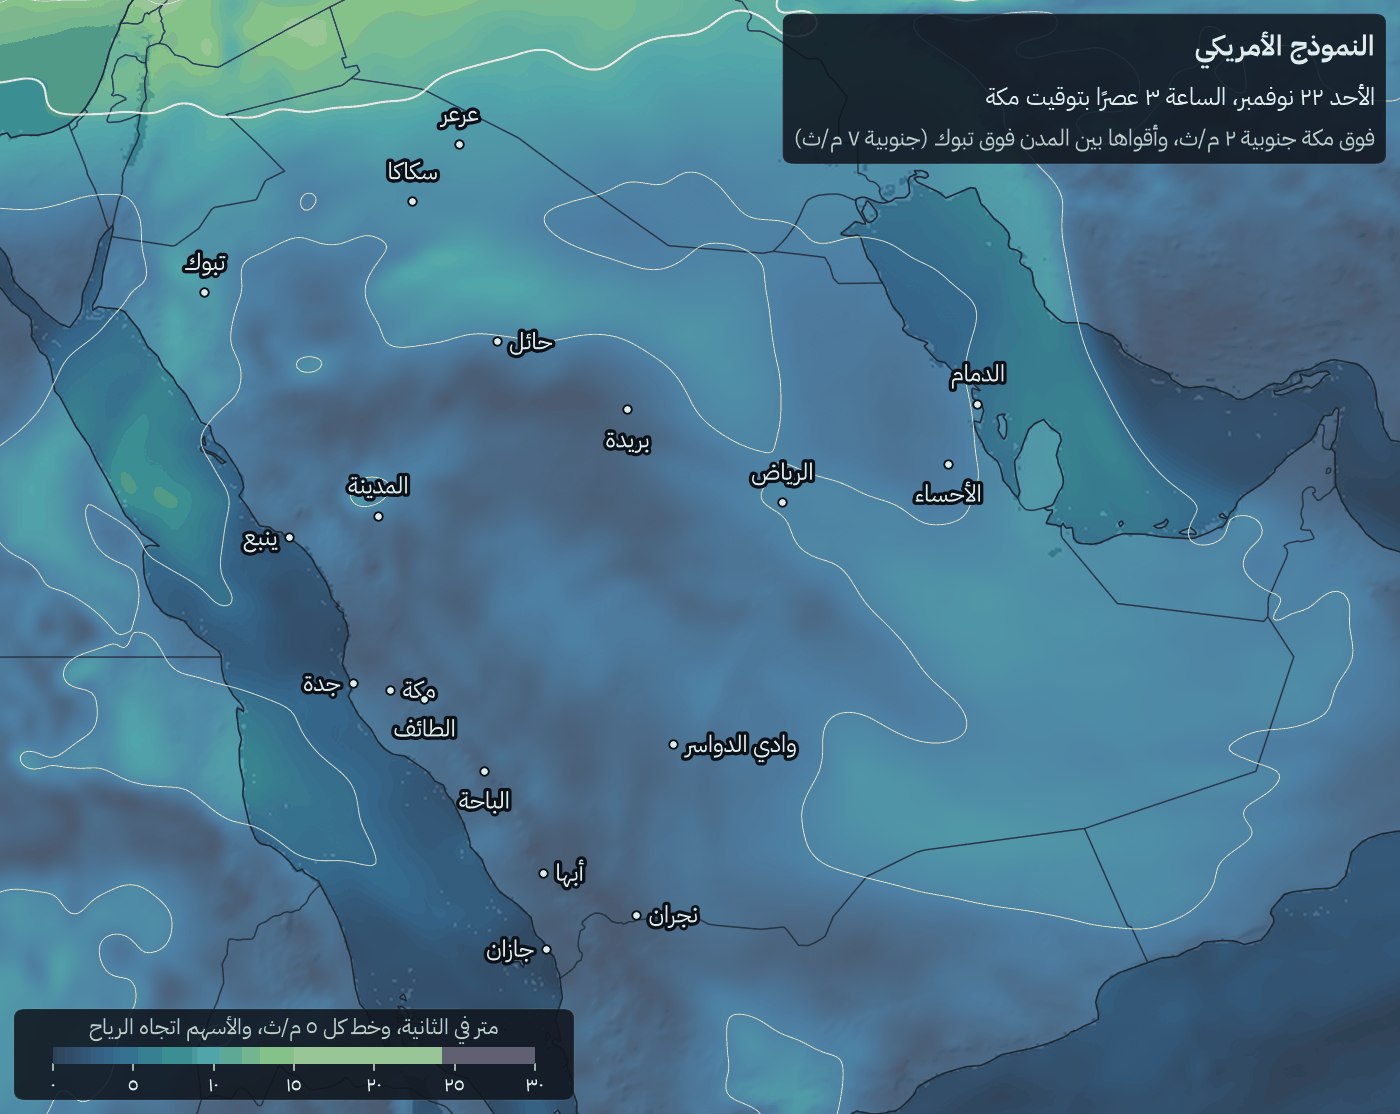 النموذج الأمريكي
الأحد ٢٢ نوفمبر، الساعة ٣ عصرًا بتوقيت مكة
فوق مكة جنوبية ٢ م/ث، وأقواها بين المدن فوق تبوك (جنوبية ٧ م/ث)
عرعر
سكاكا
تبوك
حائل
الدمام
بريدة
الرياض
الأحساء
المدينة
ينبع
جدة
مكة
الطائف
وادي الدواسر
الباحة
أبها
نجران
جازان
متر في الثانية، وخط كل ٥ م/ث، والأسهم اتجاه الرياح
٠ ٥ ١٠ ١٥ ٢٠ ٢٥ ٣٠